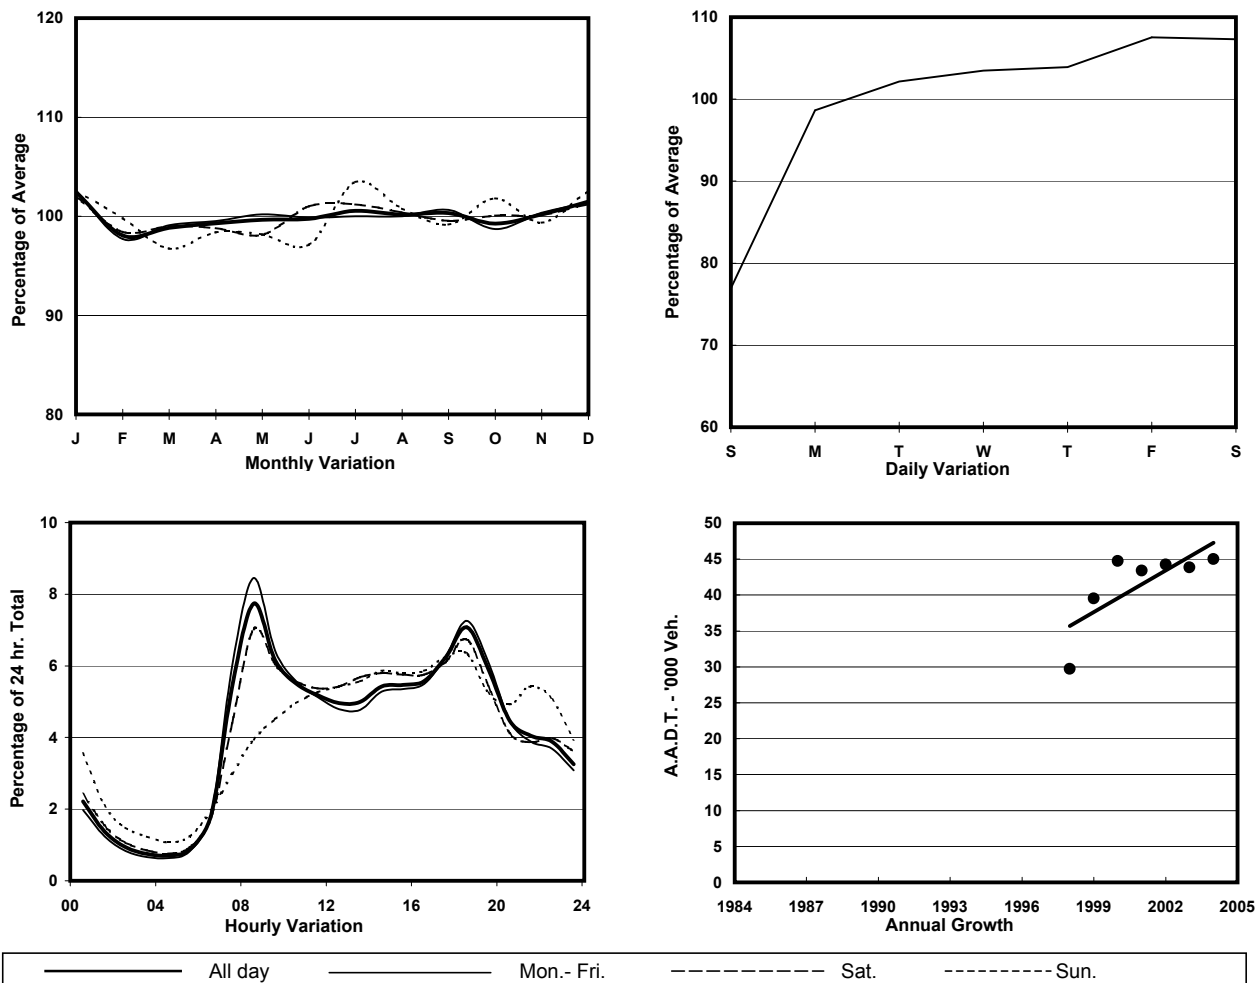 120
110
100
90
80
Percentage of Average
J F M A M J J A S O N D
Monthly Variation
110
100
90
80
70
60
Percentage of Average
S M T W T F S
Daily Variation
10
8
6
4
2
0
Percentage of 24 hr. Total
00 04 08 12 16 20 24
Hourly Variation
50
45
40
35
30
25
20
15
10
5
0
A.A.D.T. - '000 Veh.
1984 1987 1990 1993 1996 1999 2002 2005
Annual Growth
All day Mon.- Fri. Sat. Sun.